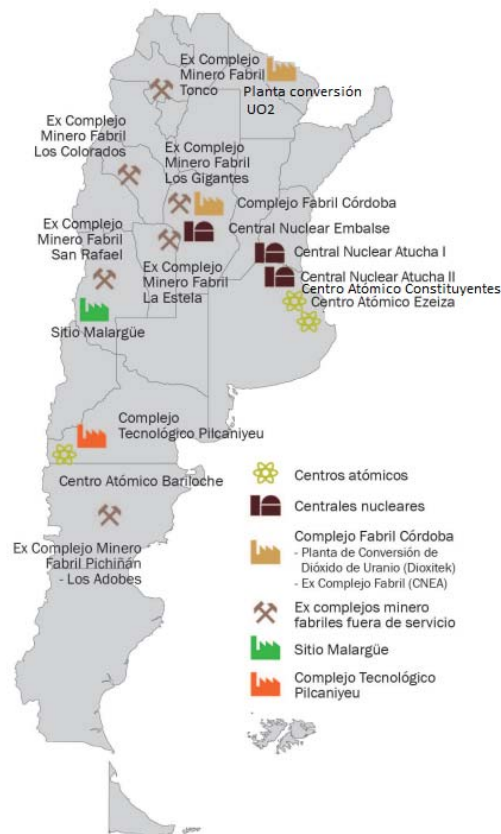 Ex Complejo
Minero Fabril
Tonco
Planta conversión
UO2
Ex Complejo
Minero Fabril
Los Colorados
Ex Complejo
Minero Fabril
Los Gigantes
Complejo Fabril Córdoba
Central Nuclear Embalse
Ex Complejo
Minero Fabril
San Rafael
Ex Complejo
Minero Fabril
La Estela
Central Nuclear Atucha I
Central Nuclear Atucha II
Centro Atómico Constituyentes
Centro Atómico Ezeiza
Sitio Malargüe
Complejo
Tecnológico Pilcaniyeu
Centro Atómico Bariloche
Ex Complejo Minero
Fabril Pichiñán
- Los Adobes
Centros atómicos
Centrales nucleares
Complejo Fabril Córdoba
- Planta de Conversión de
Dióxido de Uranio (Dioxitek)
- Ex Complejo Fabril (CNEA)
Ex complejos minero
fabriles fuera de servicio
Sitio Malargüe
Complejo Tecnológico
Pilcaniyeu